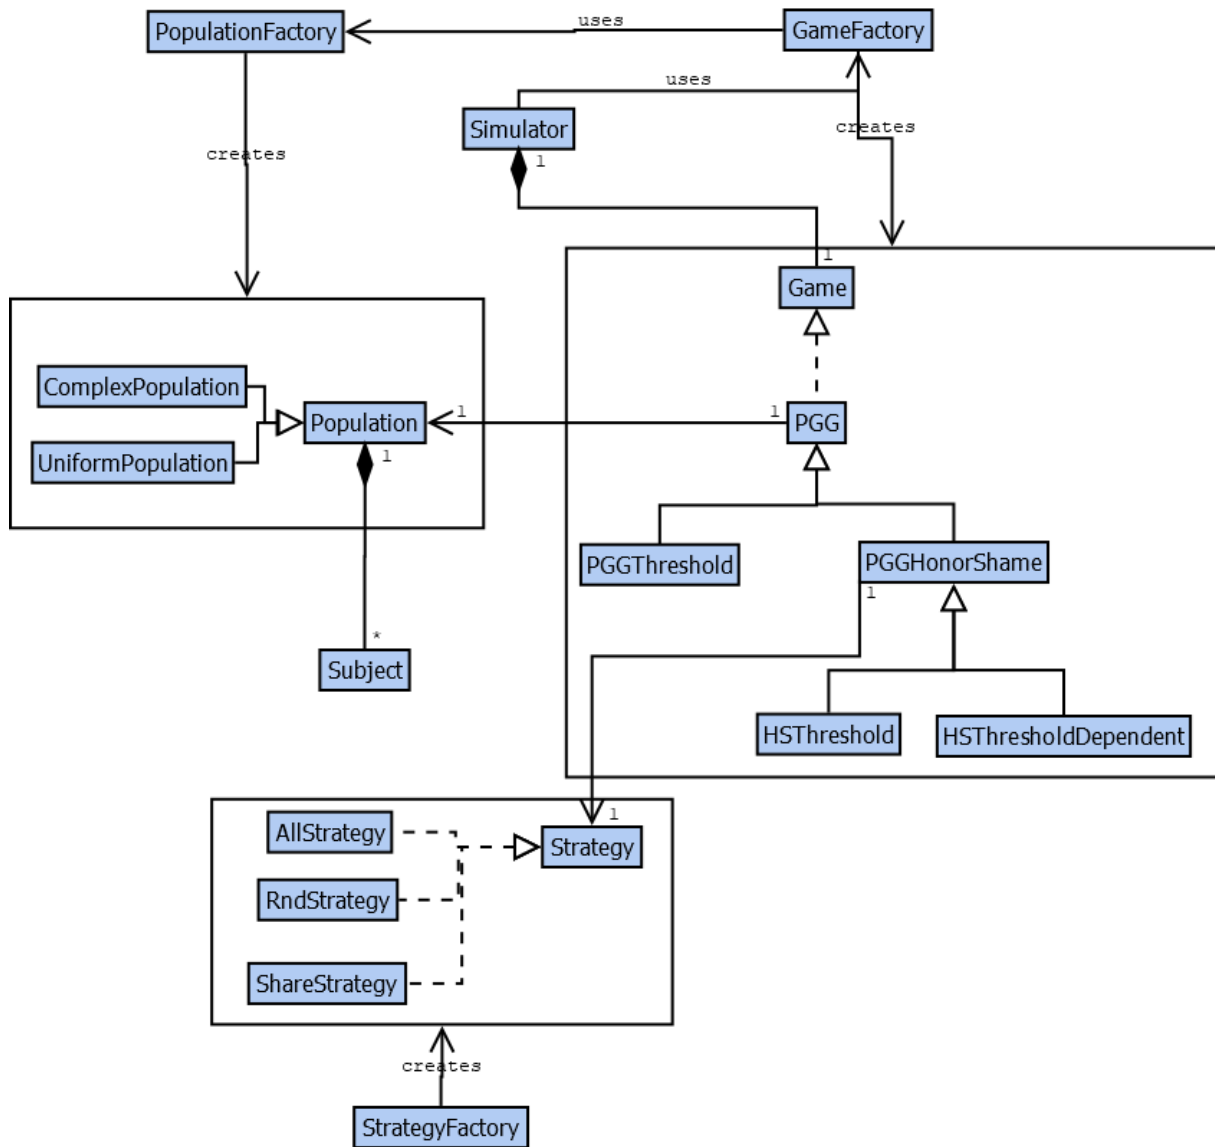 uses
PopulationFactory
GameFactory
uses
Simulator
creates
creates
1
1
Game
ComplexPopulation
Population
1
1
PGG
UniformPopulation
1
PGGThreshold
PGGHonorShame
1
*
Subject
HSThreshold
HSThresholdDependent
1
AllStrategy
Strategy
RndStrategy
ShareStrategy
creates
StrategyFactory